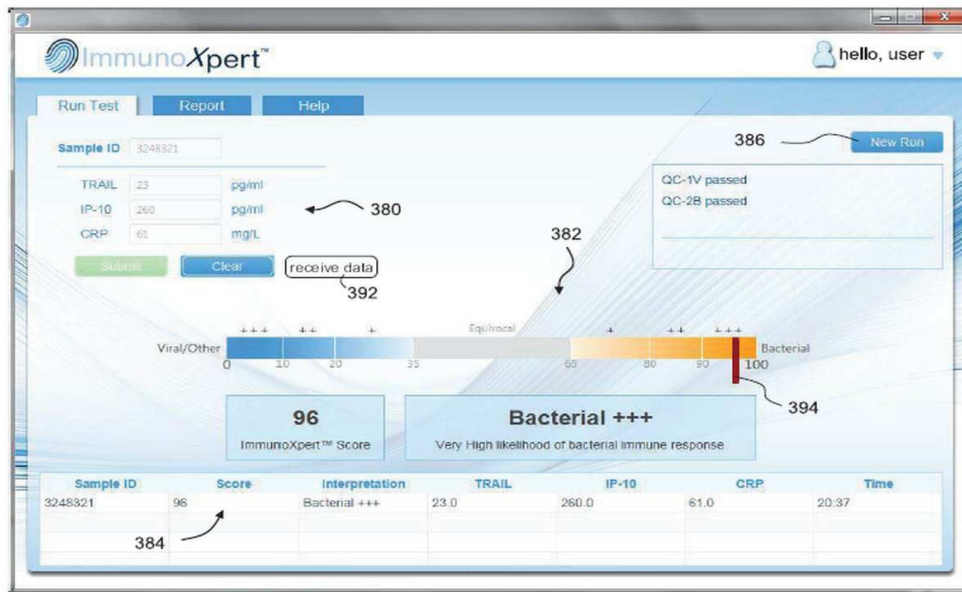 ImmunoXpert™
hello, user
Run Test Report Help
Sample ID 3248321
386 New Run
TRAIL 23 pg/ml
IP-10 260 pg/ml
CRP 61 mg/L
380
QC-1V passed
QC-2B passed
382
Submit Clear receive data
392
+++ ++ + Equivocal + ++ +++
Viral/Other Bacterial
0 10 20 35 65 80 90 100
394
96
ImmunoXpert™ Score
Bacterial +++
Very High likelihood of bacterial immune response
Sample ID Score Interpretation TRAIL IP-10 CRP Time
3248321 96 Bacterial +++ 23.0 260.0 61.0 20:37
384